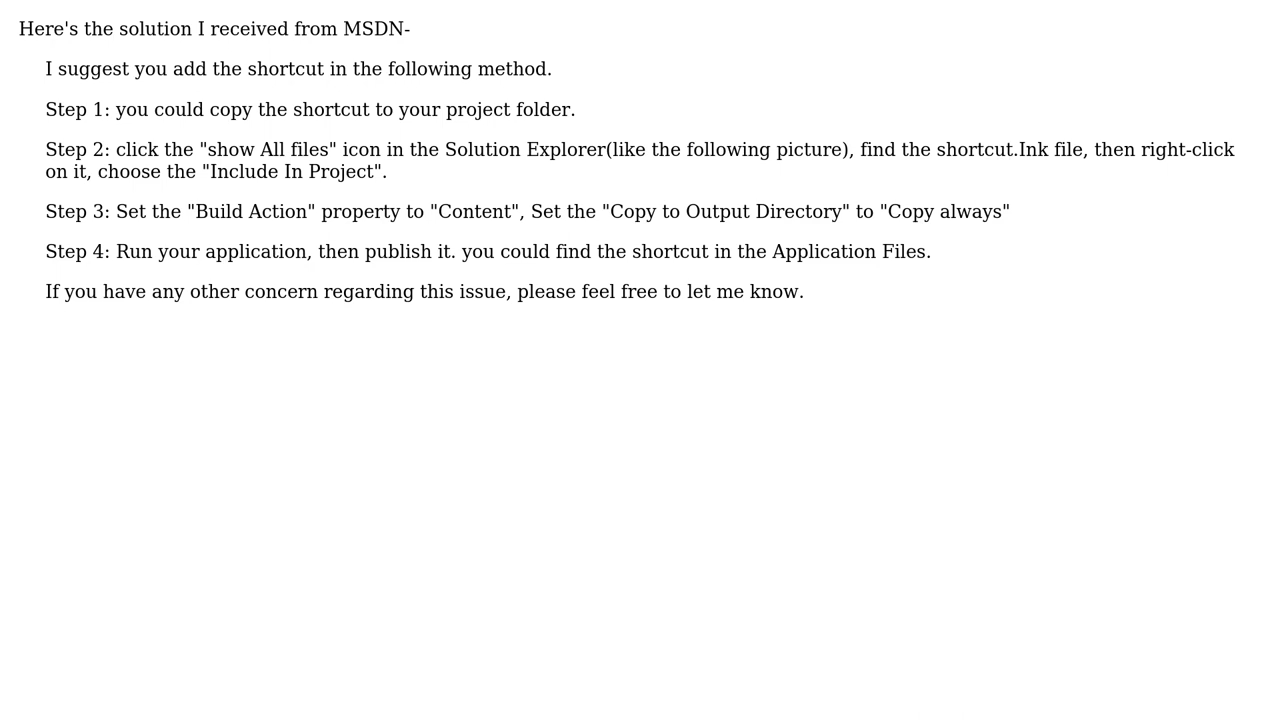 Here's the solution I received from MSDN-
I suggest you add the shortcut in the following method.
Step 1: you could copy the shortcut to your project folder.
Step 2: click the "show All files" icon in the Solution Explorer(like the following picture), find the shortcut.Ink file, then right-click
on it, choose the "Include In Project".
Step 3: Set the "Build Action" property to "Content", Set the "Copy to Output Directory" to "Copy always"
Step 4: Run your application, then publish it. you could find the shortcut in the Application Files.
If you have any other concern regarding this issue, please feel free to let me know.